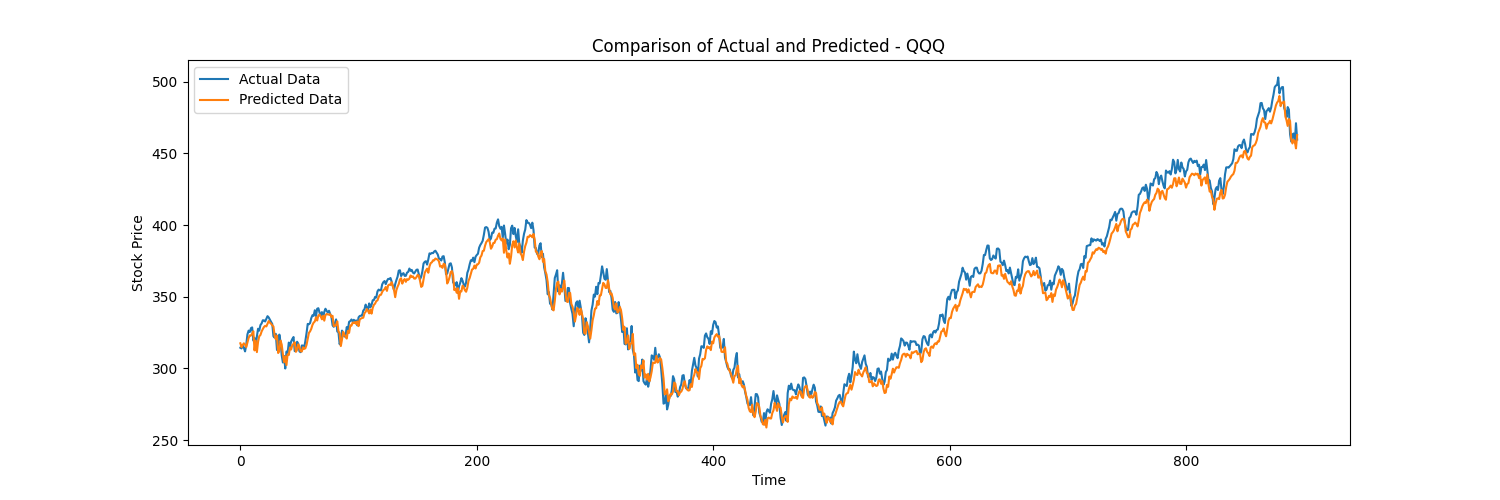 Comparison of Actual and Predicted - QQQ
Actual Data
Predicted Data
500
450
400
350
300
250
Stock Price
0 200 400 600 800
Time